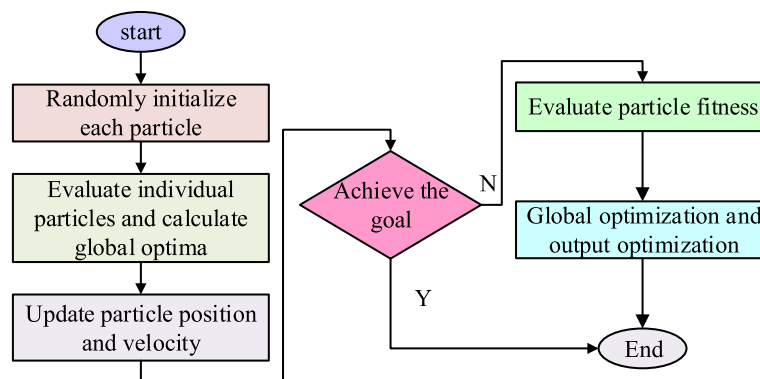 start
Randomly initialize
each particle
Evaluate individual
particles and calculate
global optima
Update particle position
and velocity
Achieve the
goal
N
Y
Evaluate particle fitness
Global optimization and
output optimization
End